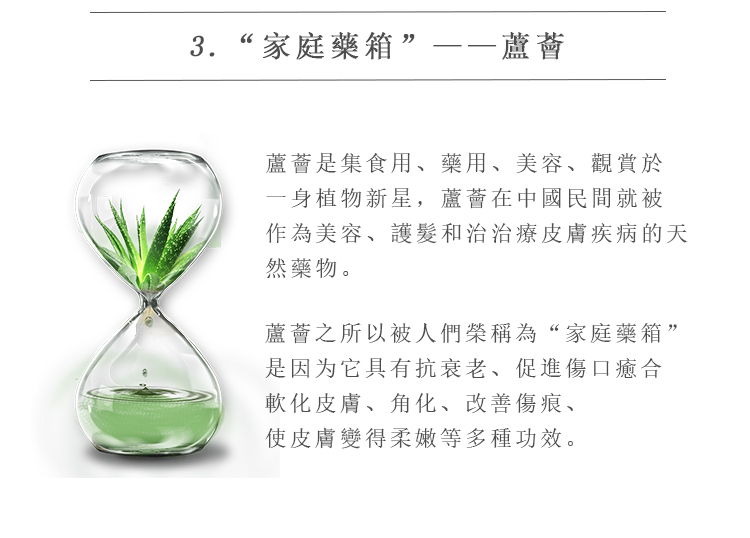 3.“家庭藥箱”——蘆薈
蘆薈是集食用、藥用、美容、觀賞於
一身植物新星，蘆薈在中國民間就被
作為美容、護髮和治治療皮膚疾病的天
然藥物。
蘆薈之所以被人們榮稱為“家庭藥箱”
是因为它具有抗衰老、促進傷口癒合
軟化皮膚、角化、改善傷痕、
使皮膚變得柔嫩等多種功效。